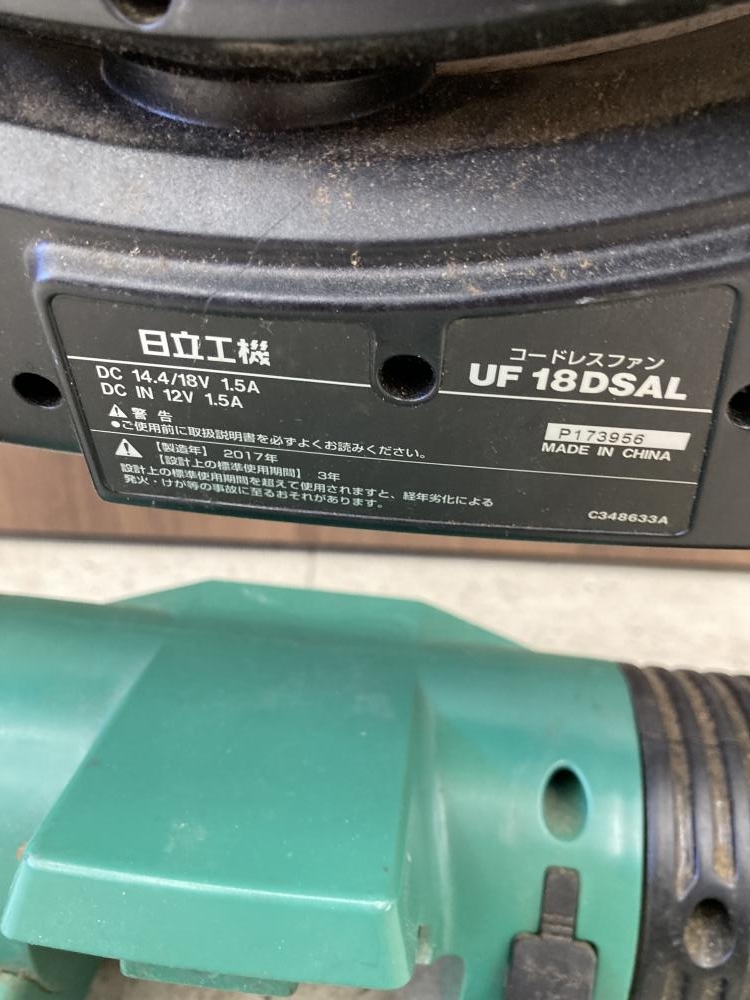 日立工機
DC 14.4/18V 1.5A
DC IN 12V 1.5A
⚠警告
●ご使用前に取扱説明書を必ずよくお読みください。
⚠【製造年】 2017年
【設計上の標準使用期間】 3年
設計上の標準使用期間を超えて使用されますと、経年劣化による
発火・けが等の事故に至るおそれがあります。
コードレスファン
UF 18DSAL
P173956
MADE IN CHINA
C348633A